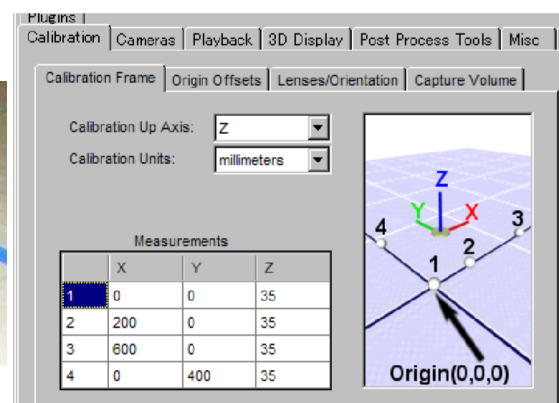 Plugins
Calibration Cameras Playback 3D Display Post Process Tools Misc
Calibration Frame Origin Offsets Lenses/Orientation Capture Volume
Calibration Up Axis: Z
Calibration Units: millimeters
Measurements
X Y Z
1 0 0 35
2 200 0 35
3 600 0 35
4 0 400 35
Z
Y X
4 3
2
1
Origin(0,0,0)